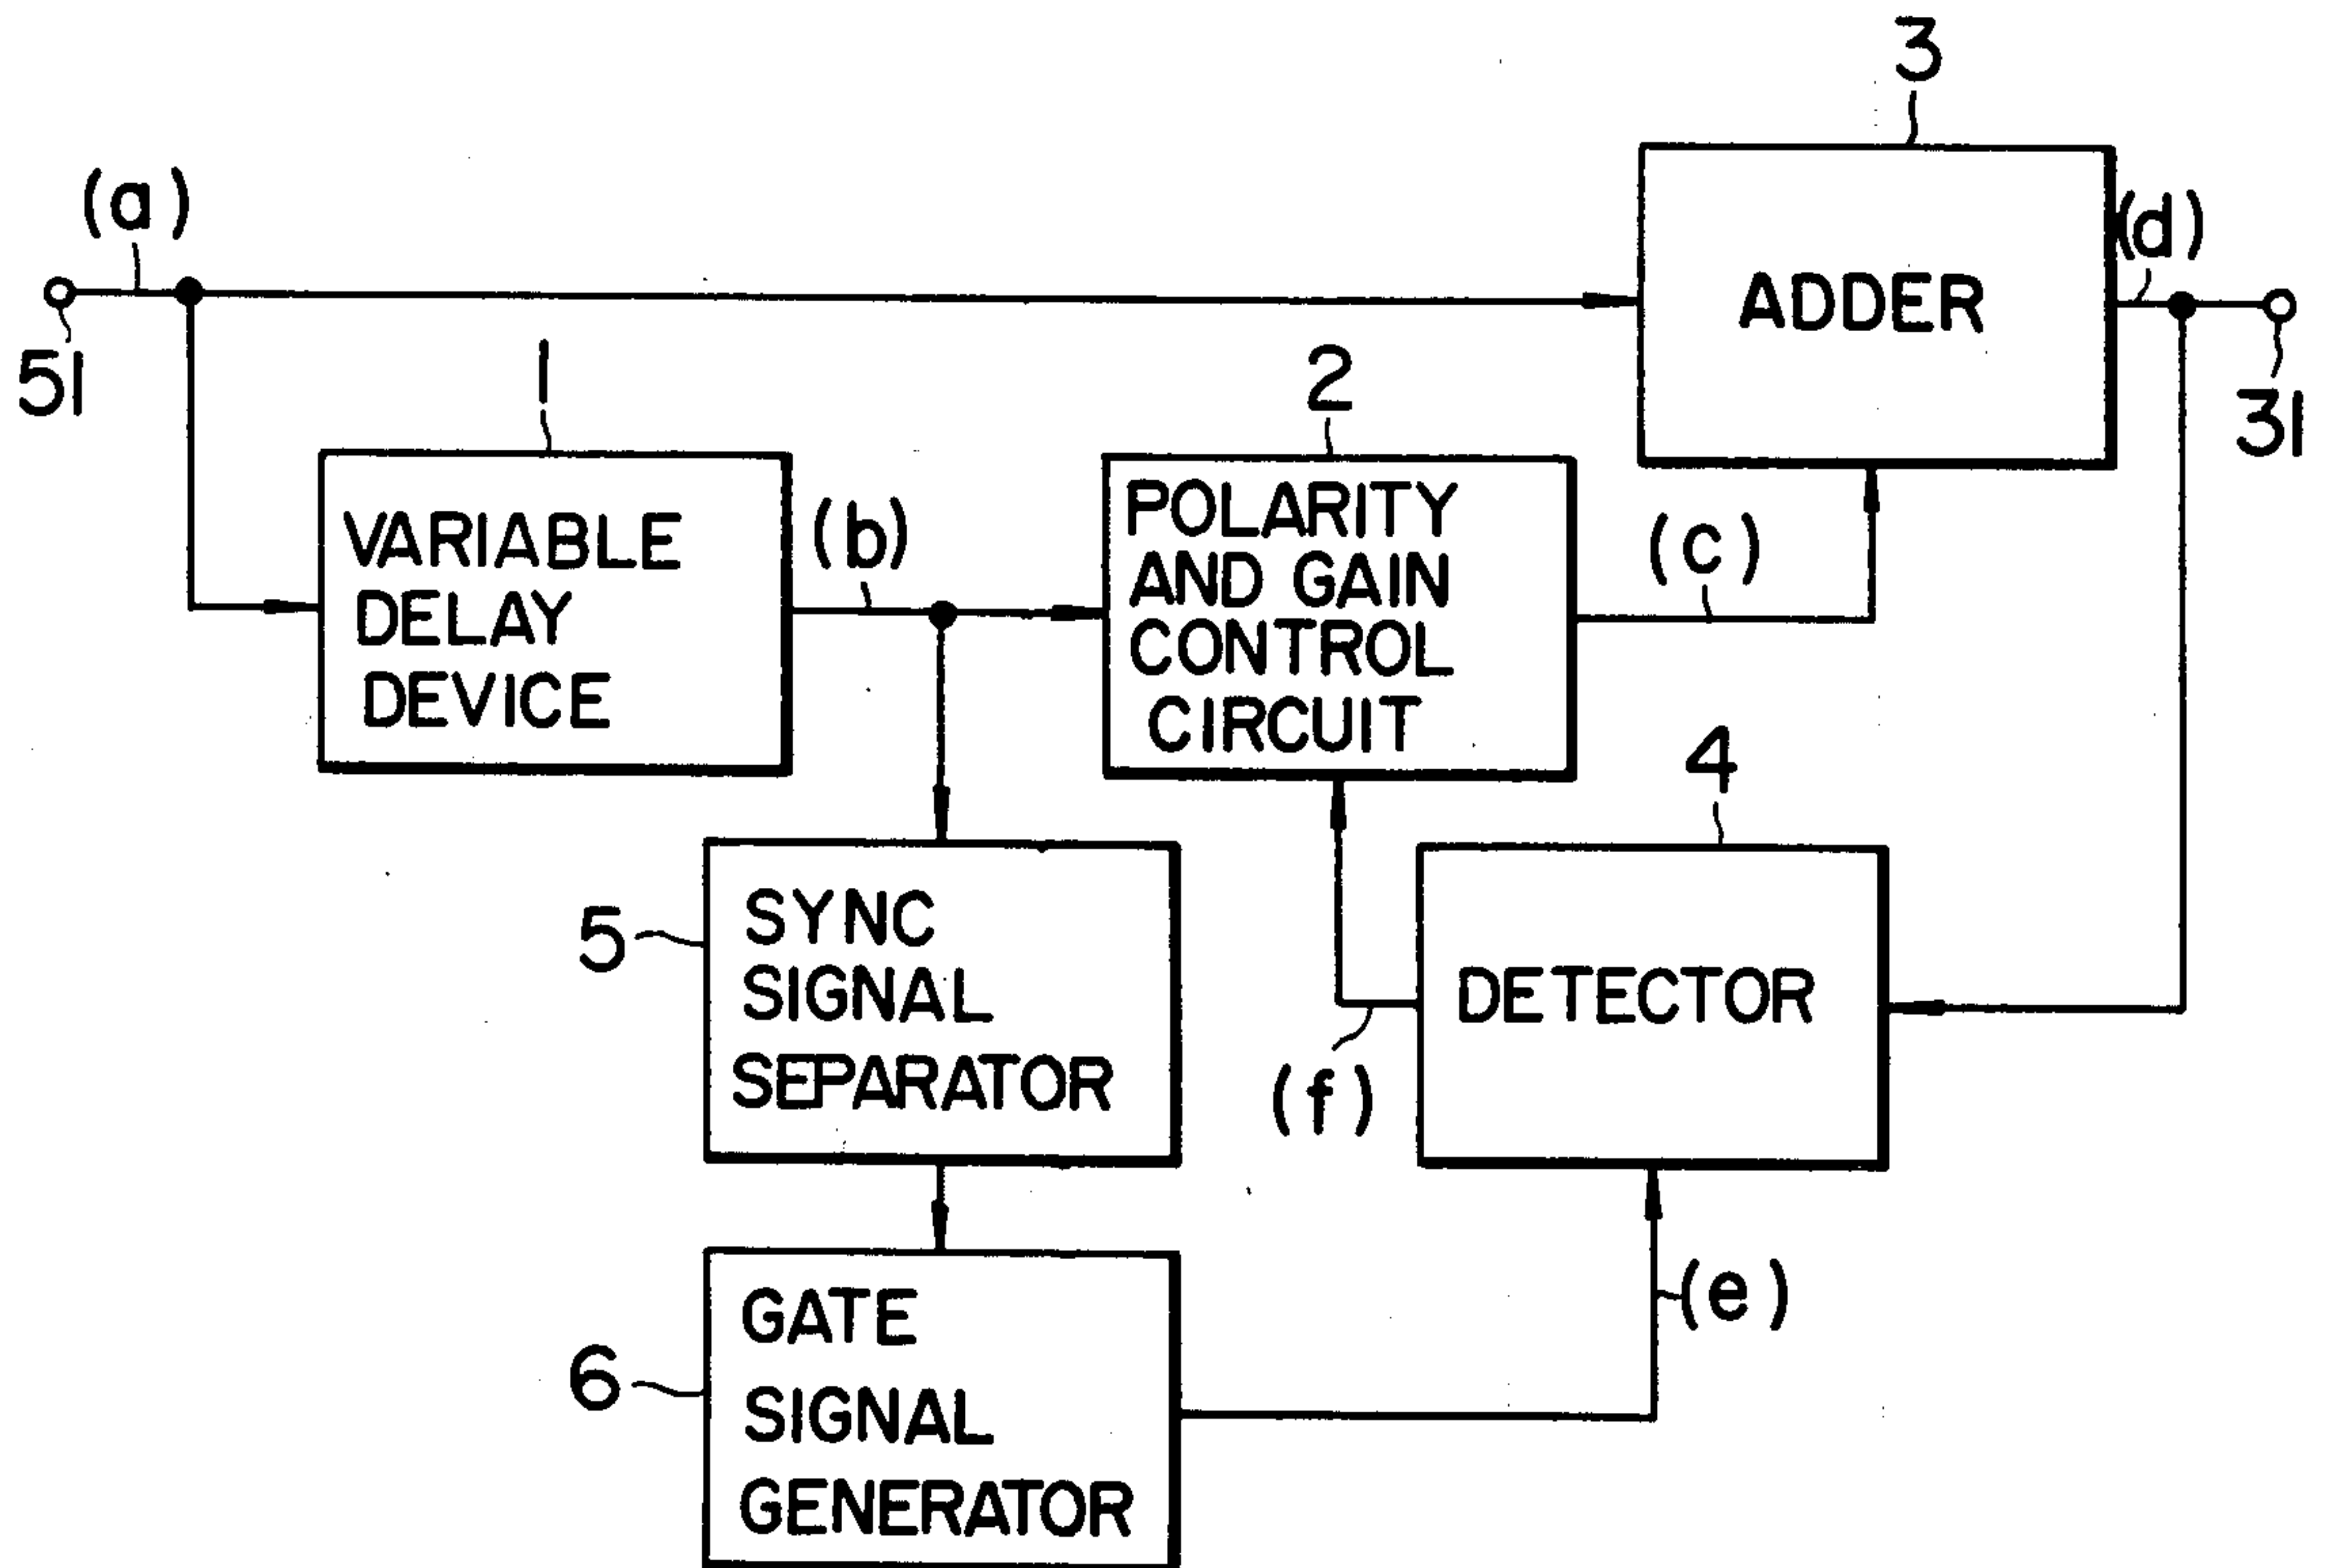 3
(a)
(d)
ADDER
51
1
2
31
VARIABLE
DELAY
DEVICE
(b)
POLARITY
AND GAIN
CONTROL
CIRCUIT
(c)
4
5
SYNC
SIGNAL
SEPARATOR
DETECTOR
(f)
(e)
6
GATE
SIGNAL
GENERATOR